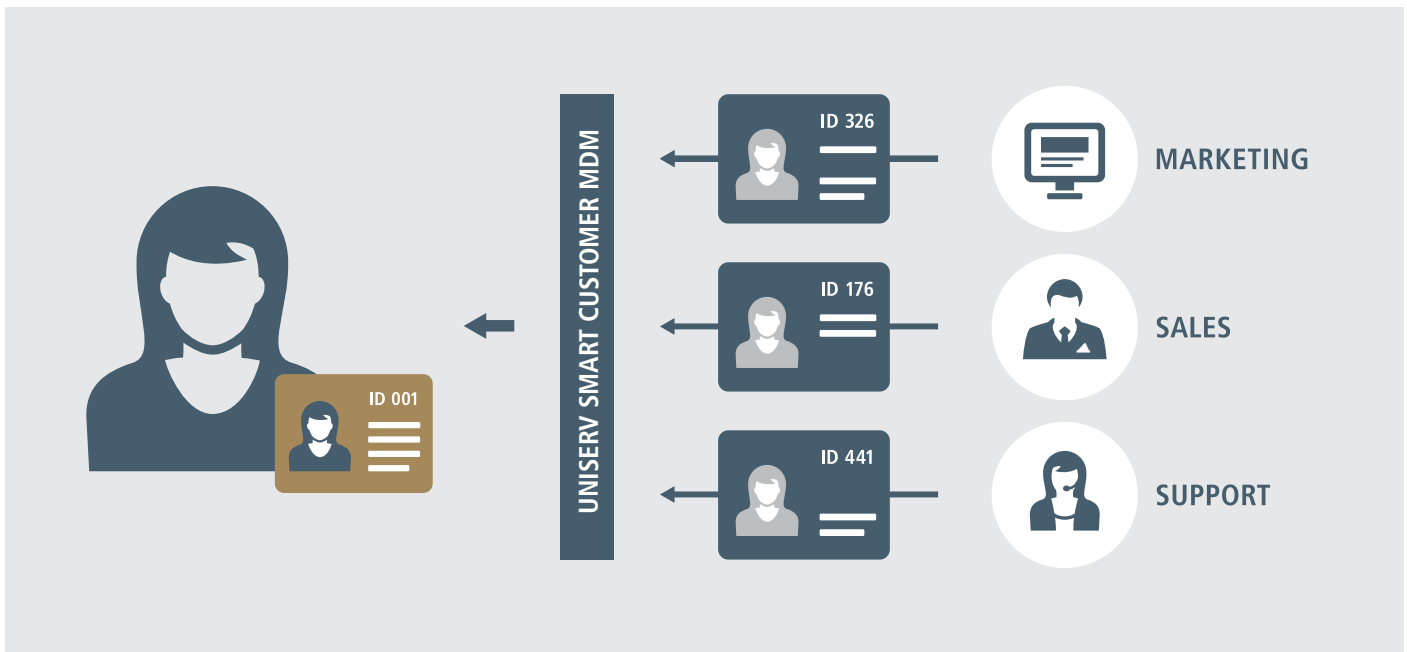 ID 001
UNISERV SMART CUSTOMER MDM
ID 326
MARKETING
ID 176
SALES
ID 441
SUPPORT